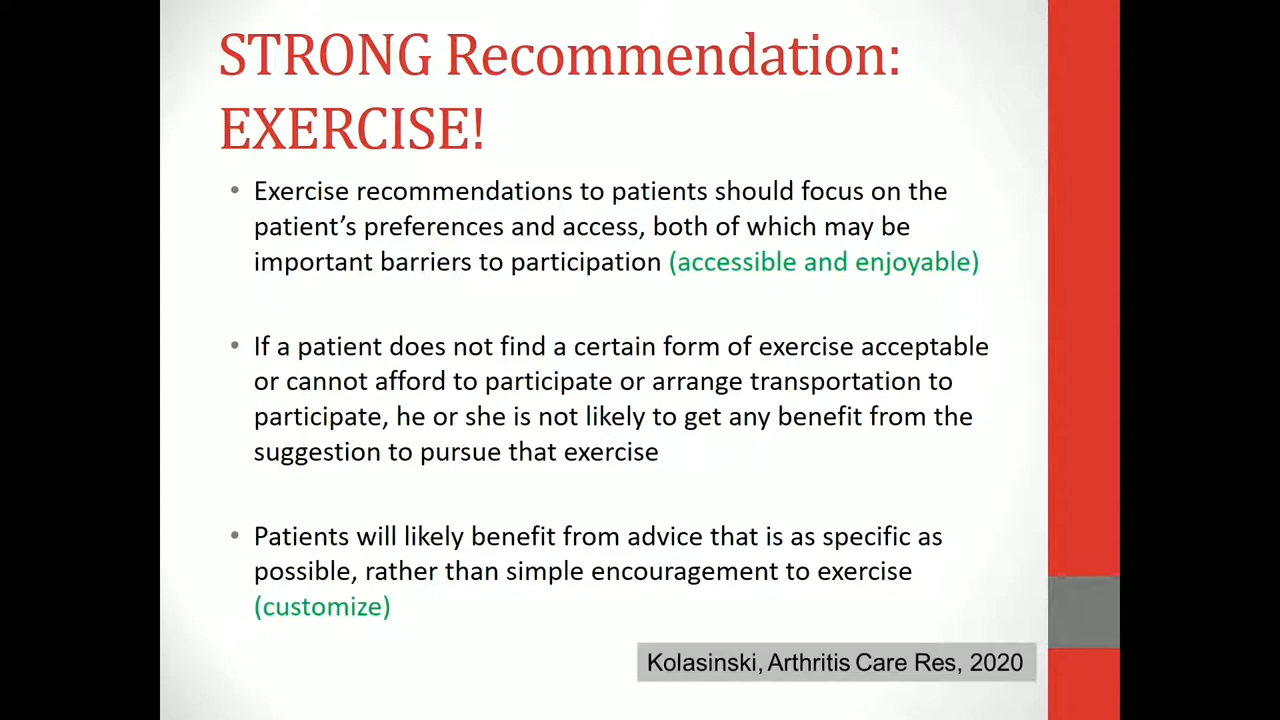 STRONG Recommendation:
EXERCISE!
• Exercise recommendations to patients should focus on the
patient’s preferences and access, both of which may be
important barriers to participation (accessible and enjoyable)
• If a patient does not find a certain form of exercise acceptable
or cannot afford to participate or arrange transportation to
participate, he or she is not likely to get any benefit from the
suggestion to pursue that exercise
• Patients will likely benefit from advice that is as specific as
possible, rather than simple encouragement to exercise
(customize)
Kolasinski, Arthritis Care Res, 2020